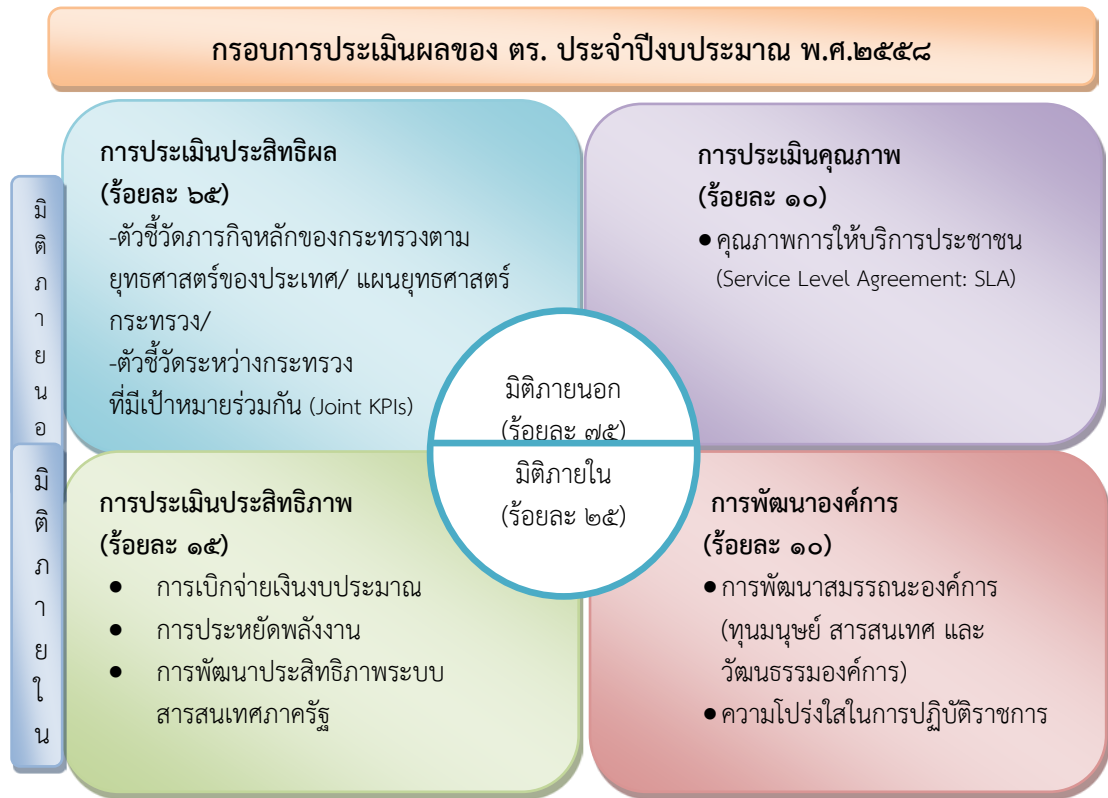 กรอบการประเมินผลของ ตร. ประจำปีงบประมาณ พ.ศ.๒๕๕๘
มิติภายนอ
การประเมินประสิทธิผล
(ร้อยละ ๖๕)
-ตัวชี้วัดภารกิจหลักของกระทรวงตาม
ยุทธศาสตร์ของประเทศ/ แผนยุทธศาสตร์
กระทรวง/
-ตัวชี้วัดระหว่างกระทรวง
ที่มีเป้าหมายร่วมกัน (Joint KPIs)
การประเมินคุณภาพ
(ร้อยละ ๑๐)
● คุณภาพการให้บริการประชาชน
(Service Level Agreement: SLA)
มิติภายนอก
(ร้อยละ ๗๕)
มิติภายใน
(ร้อยละ ๒๕)
มิติภายใน
การประเมินประสิทธิภาพ
(ร้อยละ ๑๕)
● การเบิกจ่ายเงินงบประมาณ
● การประหยัดพลังงาน
● การพัฒนาประสิทธิภาพระบบ
สารสนเทศภาครัฐ
การพัฒนาองค์การ
(ร้อยละ ๑๐)
● การพัฒนาสมรรถนะองค์การ
(ทุนมนุษย์ สารสนเทศ และ
วัฒนธรรมองค์การ)
● ความโปร่งใสในการปฏิบัติราชการ